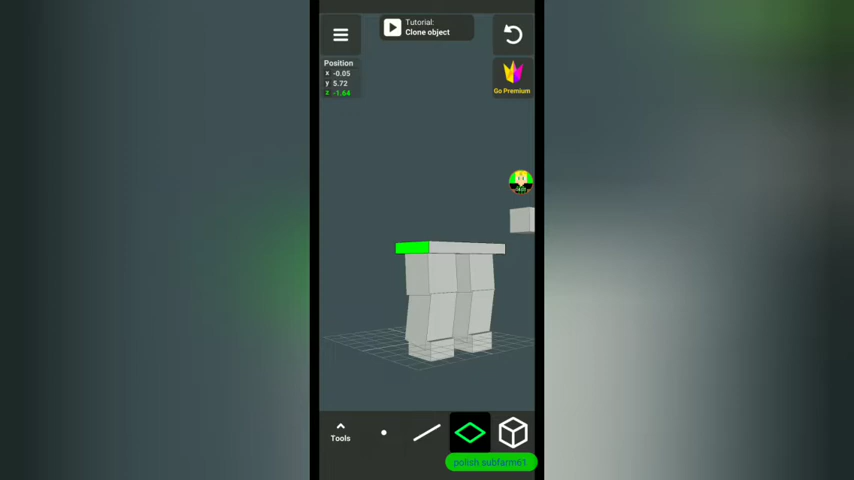 Tutorial:
Clone object
Position
x -0.05
y 5.72
z -1.64
Go Premium
Tools
polish subfarm61